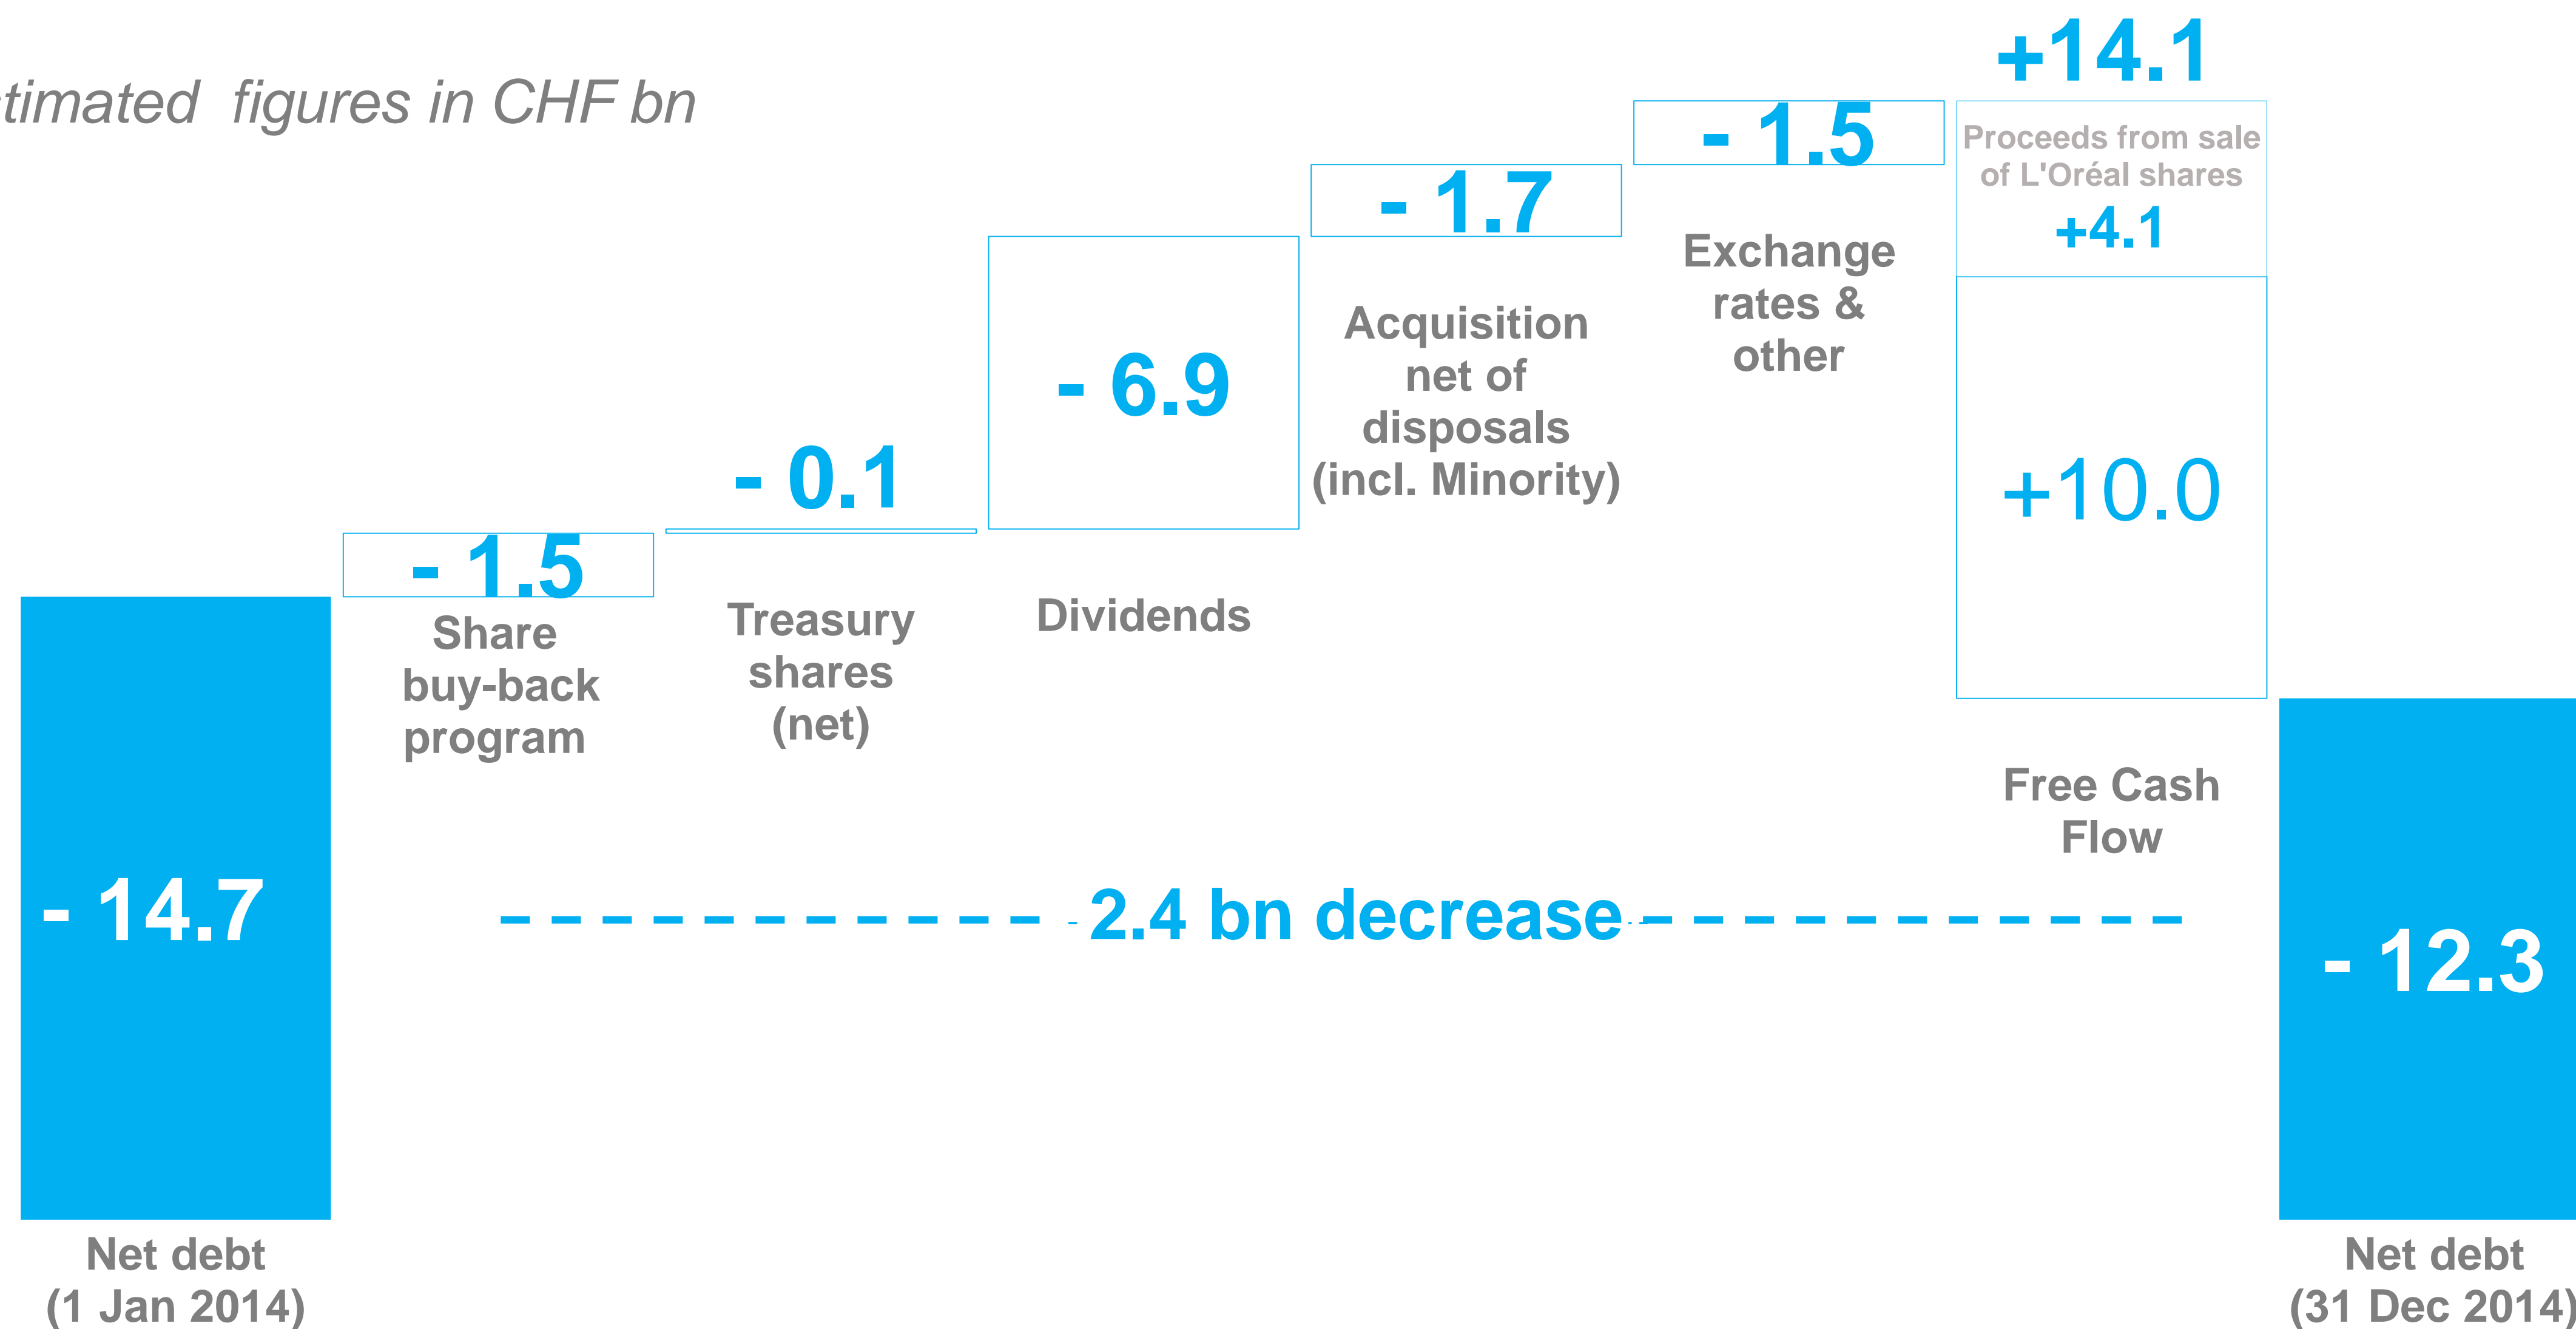 timated figures in CHF bn
+14.1
Proceeds from sale
of L'Oréal shares
+4.1
- 1.5
- 1.7
Exchange
rates &
other
Acquisition
net of
disposals
(incl. Minority)
- 6.9
+10.0
- 0.1
- 1.5
Share
buy-back
program
Treasury
shares
(net)
Dividends
Free Cash
Flow
- 14.7
2.4 bn decrease
- 12.3
Net debt
(1 Jan 2014)
Net debt
(31 Dec 2014)